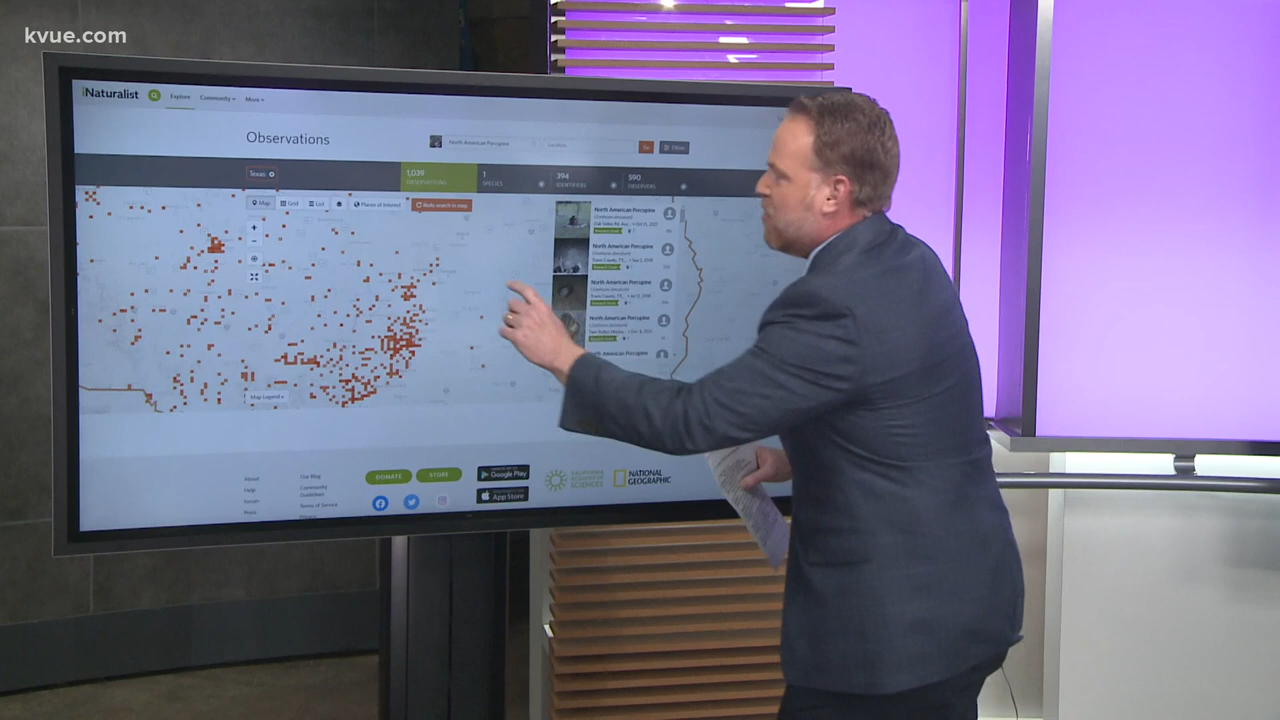 kvue.com
iNaturalist
Explore
Community
More
Observations
North American Porcupine
Location
Go
Filters
Texas
1,039
OBSERVATIONS
1
SPECIES
394
IDENTIFIERS
590
OBSERVERS
Map
Grid
List
Places of Interest
Redo search in map
North American Porcupine
North American Porcupine
North American Porcupine
North American Porcupine
North American Porcupine
Map Legend
About
Help
Forum
Press
Our Blog
Community
Guidelines
Terms of Service
Privacy
DONATE
STORE
Google Play
App Store
CALIFORNIA
ACADEMY OF
SCIENCES
NATIONAL
GEOGRAPHIC